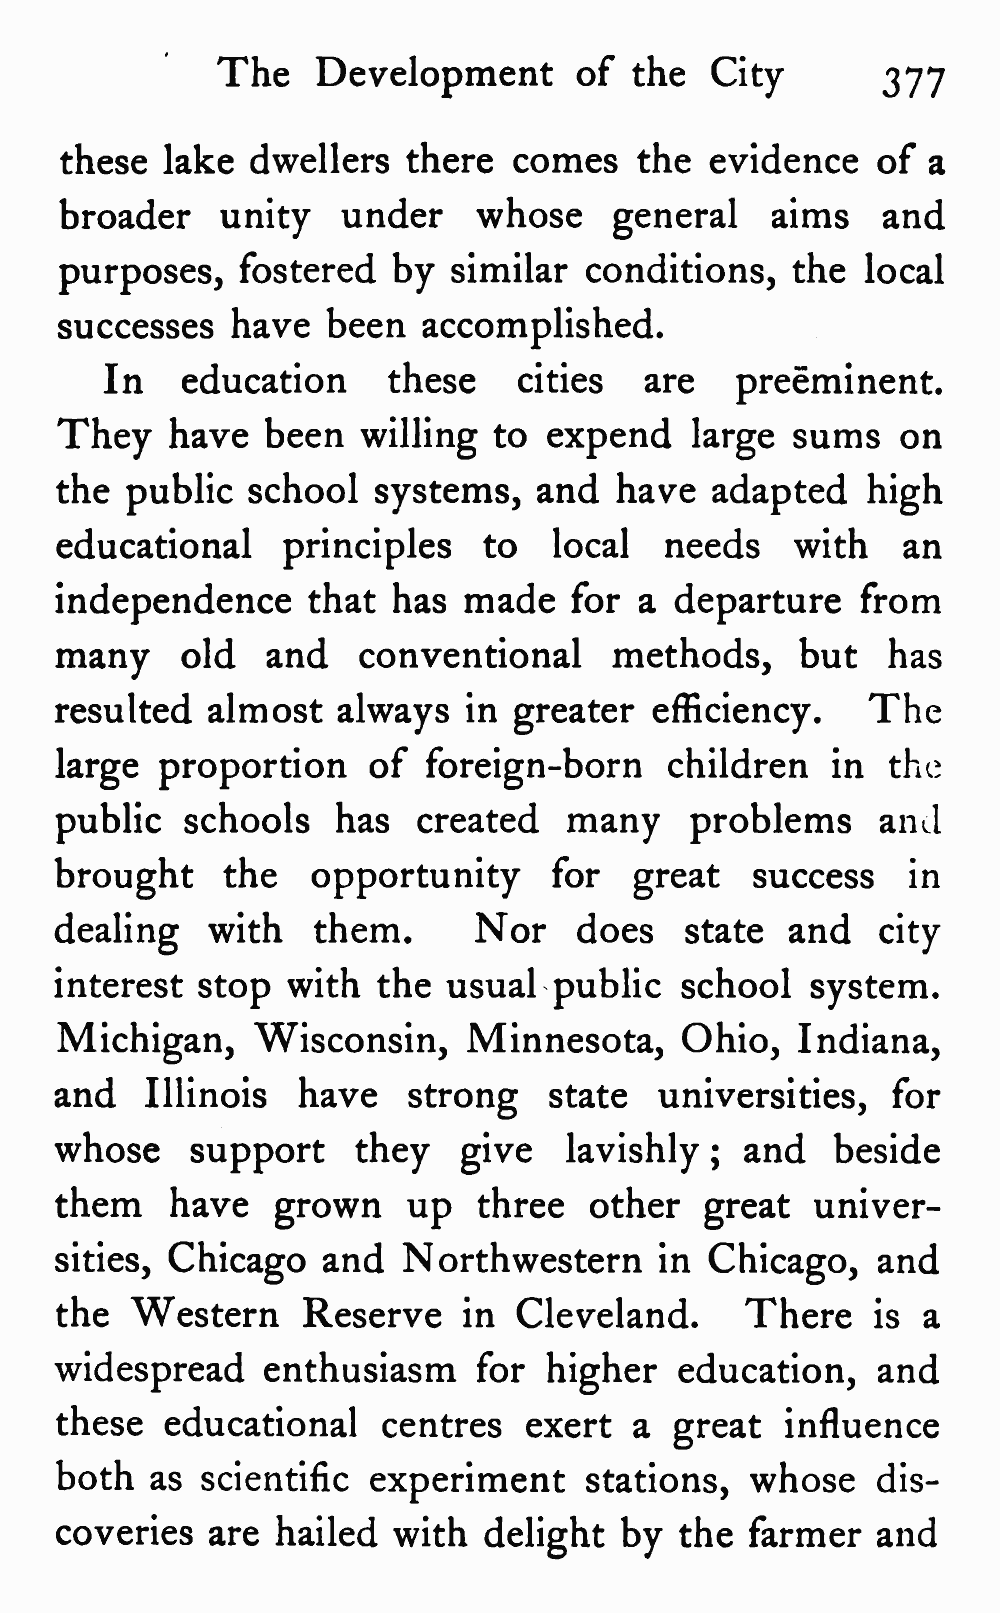 The Development of the City 377
these lake dwellers there comes the evidence of a
broader unity under whose general aims and
purposes, fostered by similar conditions, the local
successes have been accomplished.
In education these cities are preëminent.
They have been willing to expend large sums on
the public school systems, and have adapted high
educational principles to local needs with an
independence that has made for a departure from
many old and conventional methods, but has
resulted almost always in greater efficiency. The
large proportion of foreign-born children in the
public schools has created many problems and
brought the opportunity for great success in
dealing with them. Nor does state and city
interest stop with the usual public school system.
Michigan, Wisconsin, Minnesota, Ohio, Indiana,
and Illinois have strong state universities, for
whose support they give lavishly; and beside
them have grown up three other great univer-
sities, Chicago and Northwestern in Chicago, and
the Western Reserve in Cleveland. There is a
widespread enthusiasm for higher education, and
these educational centres exert a great influence
both as scientific experiment stations, whose dis-
coveries are hailed with delight by the farmer and